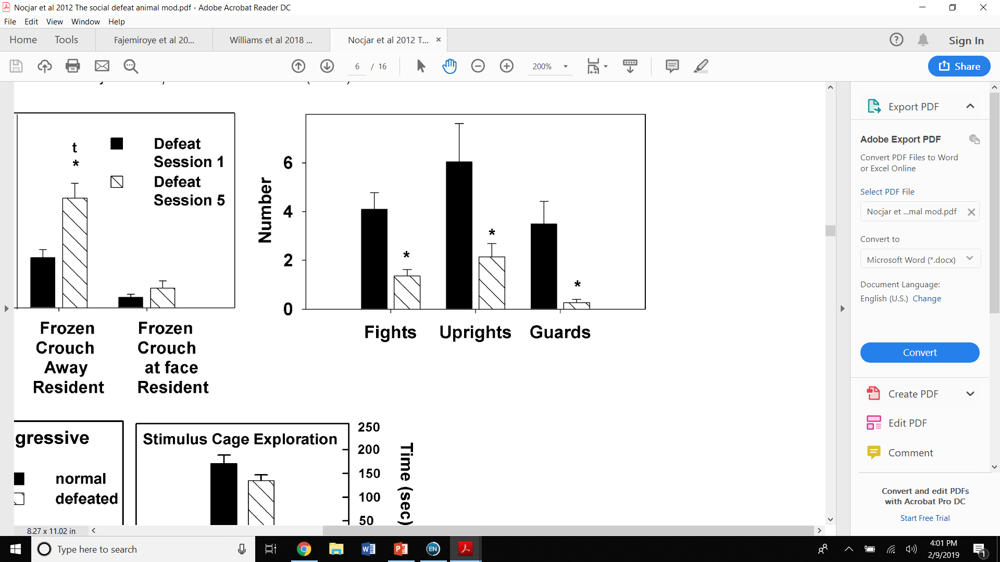 Nocjar et al 2012 The social defeat animal mod.pdf - Adobe Acrobat Reader DC
File Edit View Window Help
Home Tools Fajemiroye et al 20... Williams et al 2018 ... Nocjar et al 2012 T... × Sign In
6 / 16 200% Share
t
*
Defeat
Session 1
Defeat
Session 5
Frozen
Crouch
Away
Resident
Frozen
Crouch
at face
Resident
Number
6
4
2
0
*
*
*
Fights Uprights Guards
gressive
normal
defeated
Stimulus Cage Exploration
250
200
150
100
50
Time (sec)
8.27 x 11.02 in
Export PDF
Adobe Export PDF
Convert PDF Files to Word
or Excel Online
Select PDF File
Nocjar et ...mal mod.pdf
Convert to
Microsoft Word (*.docx)
Document Language:
English (U.S.) Change
Convert
Create PDF
Edit PDF
Comment
Convert and edit PDFs
with Acrobat Pro DC
Start Free Trial
Type here to search
EN
4:01 PM
2/9/2019
1